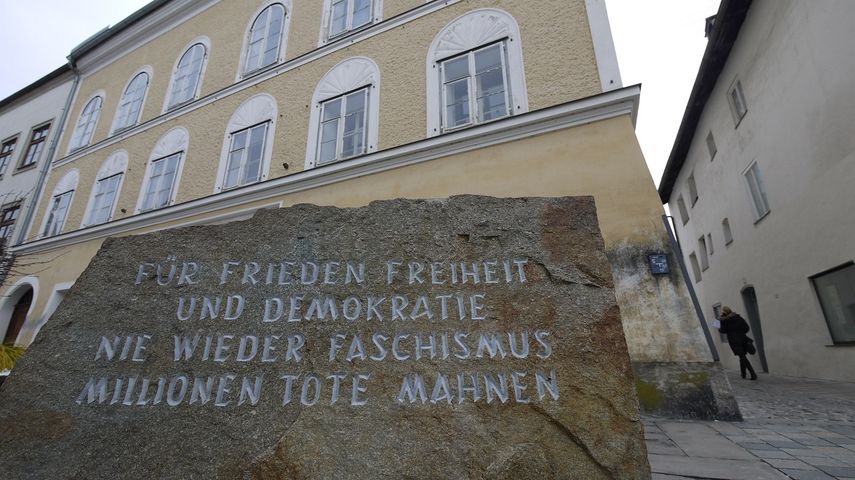 FÜR FRIEDEN FREIHEIT
UND DEMOKRATIE
NIE WIEDER FASCHISMUS
MILLIONEN TOTE MAHNEN